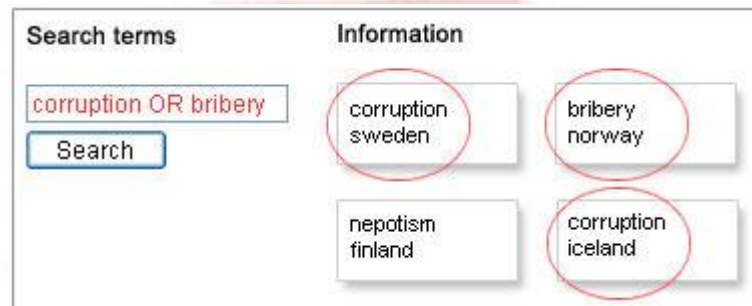 Search terms
Information
corruption OR bribery
Search
corruption
sweden
bribery
norway
nepotism
finland
corruption
iceland